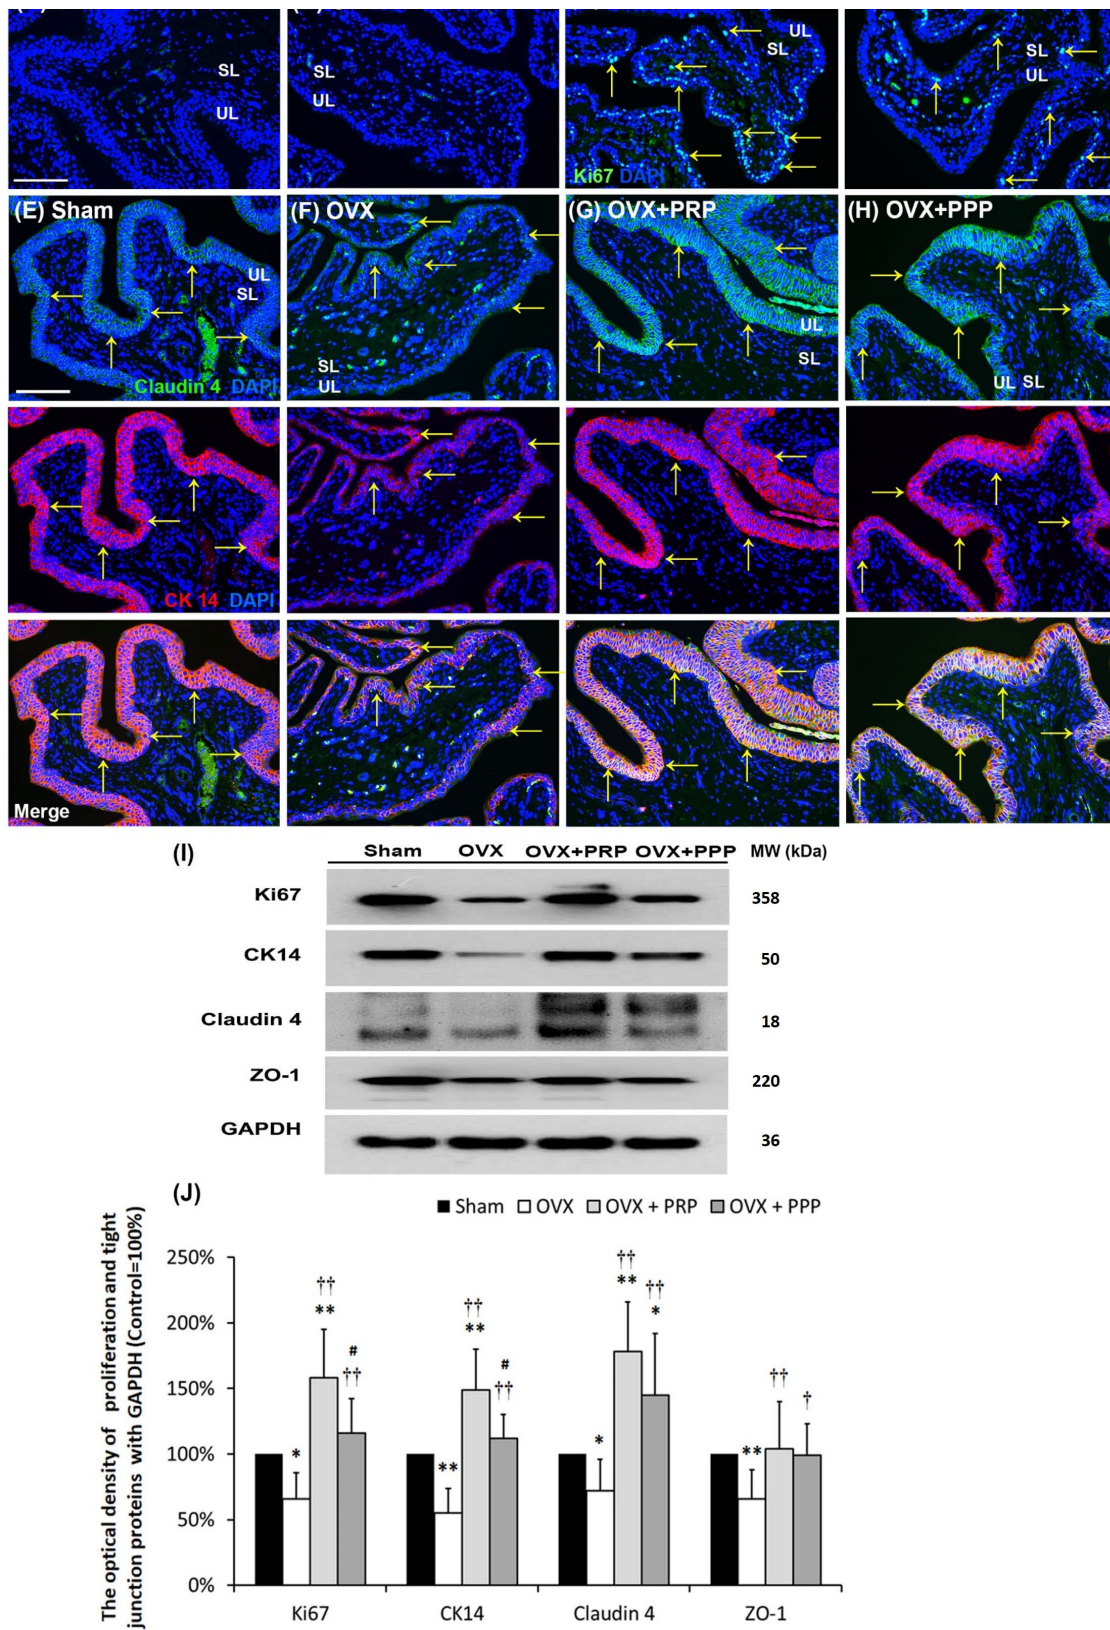 SL
UL
SL
UL
UL
SL
Ki67 DAPI
SL
UL
(E) Sham
UL
SL
Claudin 4 DAPI
(F) OVX
SL
UL
(G) OVX+PRP
UL
SL
(H) OVX+PPP
UL SL
CK 14 DAPI
Merge
(I)
Sham OVX OVX+PRP OVX+PPP MW (kDa)
Ki67 358
CK14 50
Claudin 4 18
ZO-1 220
GAPDH 36
(J)
Sham OVX OVX + PRP OVX + PPP
The optical density of proliferation and tight
junction proteins with GAPDH (Control=100%)
250%
200%
150%
100%
50%
0%
*
††
**
#
††
**
††
**
#
††
*
††
**
††
*
**
††
†
Ki67 CK14 Claudin 4 ZO-1